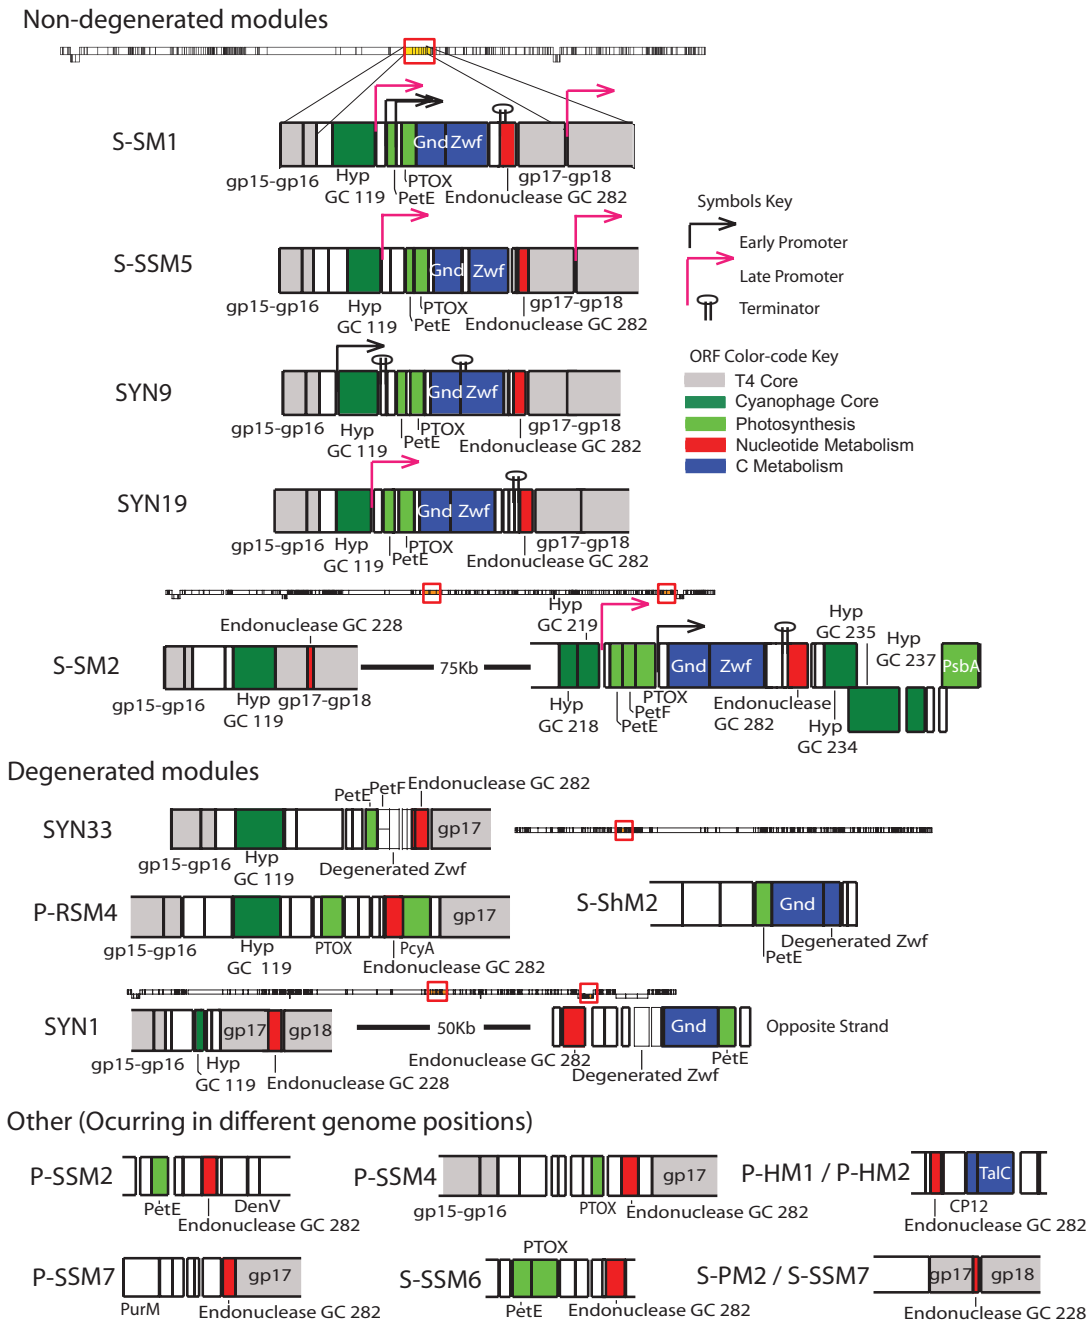 Non-degenerated modules
S-SM1
Gnd Zwf
gp15-gp16
Hyp
GC 119
PTOX
PetE
gp17-gp18
Endonuclease GC 282
Symbols Key
Early Promoter
Late Promoter
Terminator
S-SSM5
Gnd Zwf
gp15-gp16
Hyp
GC 119
PTOX
PetE
gp17-gp18
Endonuclease GC 282
ORF Color-code Key
T4 Core
Cyanophage Core
Photosynthesis
Nucleotide Metabolism
C Metabolism
SYN9
Gnd Zwf
gp15-gp16
Hyp
GC 119
PTOX
PetE
gp17-gp18
Endonuclease GC 282
SYN19
Gnd Zwf
gp15-gp16
Hyp
GC 119
PTOX
PetE
gp17-gp18
Endonuclease GC 282
S-SM2
Endonuclease GC 228
gp15-gp16
Hyp
GC 119
gp17-gp18
75Kb
Hyp
GC 219
Hyp
GC 218
Gnd Zwf
PTOX
PetF
PetE
Endonuclease
GC 282
Hyp
GC 235
Hyp
GC 237
PsbA
Hyp
GC 234
Degenerated modules
SYN33
PetE
PetF
Endonuclease GC 282
gp17
gp15-gp16
Hyp
GC 119
Degenerated Zwf
P-RSM4
gp17
gp15-gp16
Hyp
GC 119
PTOX
PcyA
Endonuclease GC 282
S-ShM2
Gnd
Degenerated Zwf
PetE
SYN1
gp17 gp18
gp15-gp16
Hyp
GC 119
Endonuclease GC 228
50Kb
Gnd
Opposite Strand
Endonuclease GC 282
PetE
Degenerated Zwf
Other (Ocurring in different genome positions)
P-SSM2
PetE
DenV
Endonuclease GC 282
P-SSM4
gp17
gp15-gp16
PTOX
Endonuclease GC 282
P-HM1 / P-HM2
TalC
CP12
Endonuclease GC 282
P-SSM7
gp17
PurM
Endonuclease GC 282
S-SSM6
PTOX
PetE
Endonuclease GC 282
S-PM2 / S-SSM7
gp17 gp18
Endonuclease GC 228